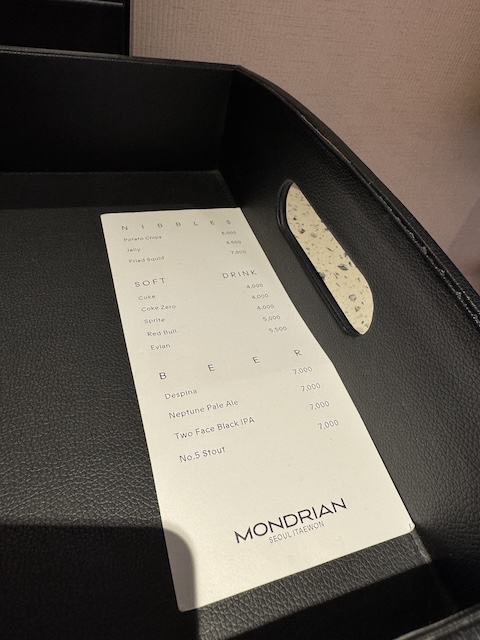 NIBBLES
Potato Chips 6,000
Jelly 4,500
Fried Squid 7,000
SOFT DRINK
Coke 4,000
Coke Zero 4,000
Sprite 4,000
Red Bull 5,000
Evian 5,500
BEER
Despina 7,000
Neptune Pale Ale 7,000
Two Face Black IPA 7,000
No.5 Stout 7,000
MONDRIAN
SEOUL ITAEWON